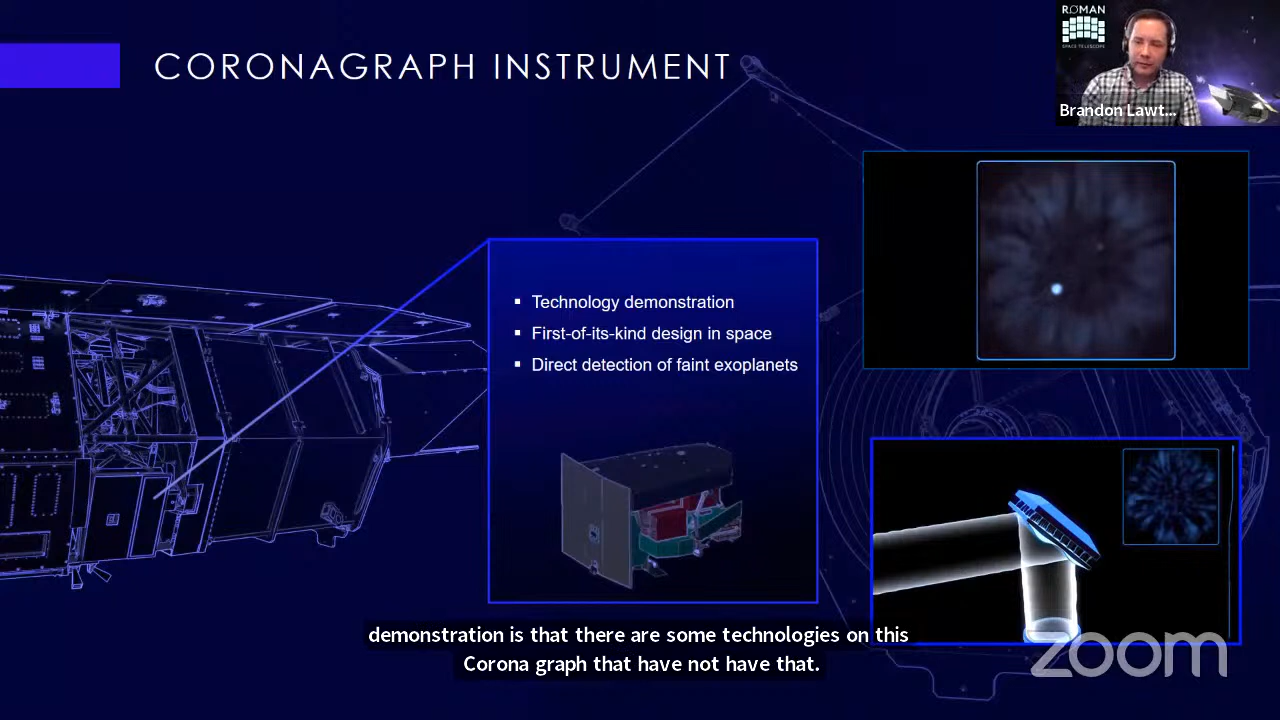 CORONAGRAPH INSTRUMENT
ROMAN
SPACE TELESCOPE
Brandon Lawt...
▪ Technology demonstration
▪ First-of-its-kind design in space
▪ Direct detection of faint exoplanets
demonstration is that there are some technologies on this
Corona graph that have not have that.
zoom